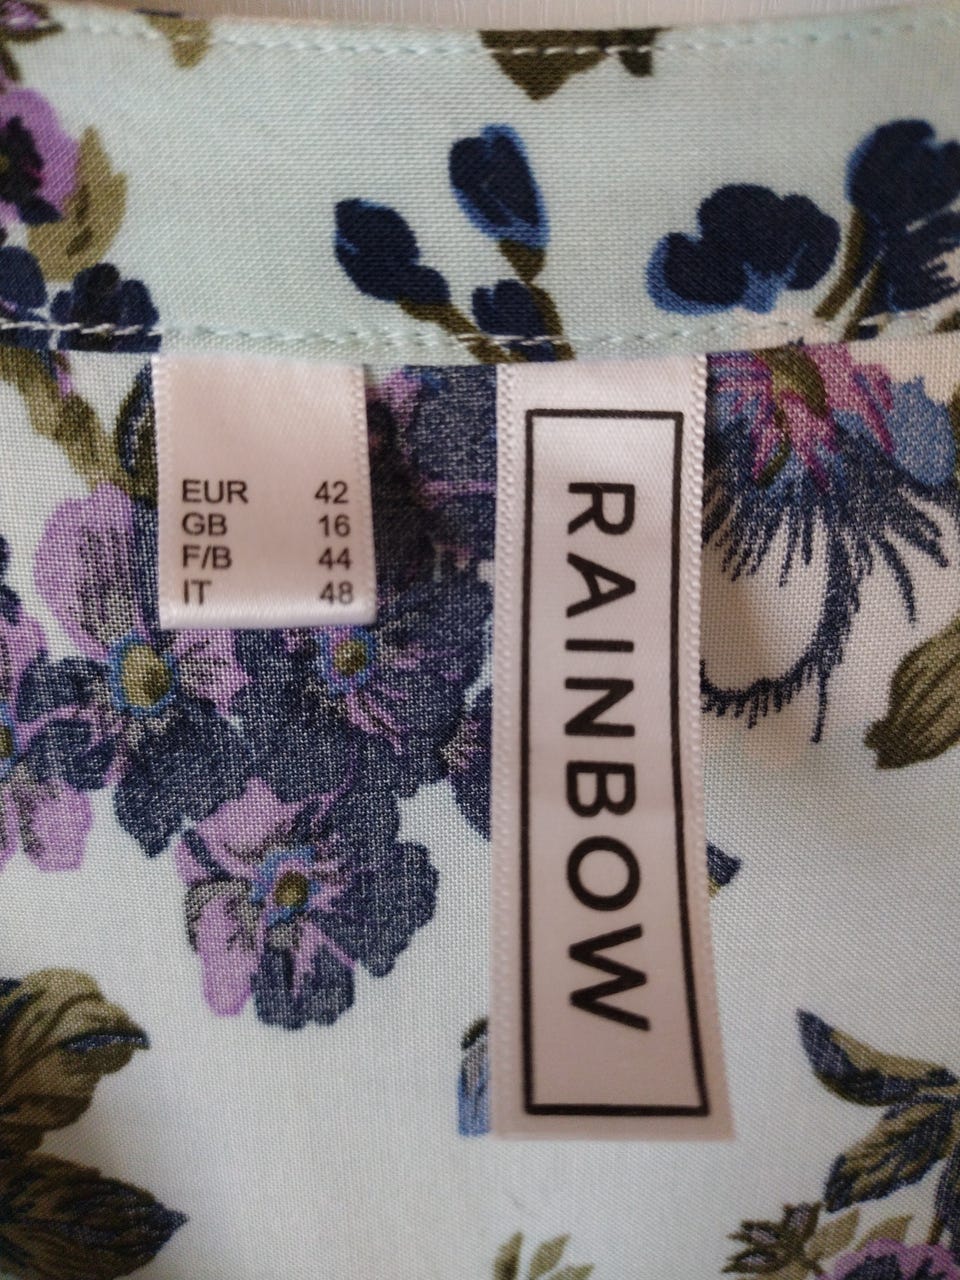 EUR 42
GB 16
F/B 44
IT 48
RAINBOW